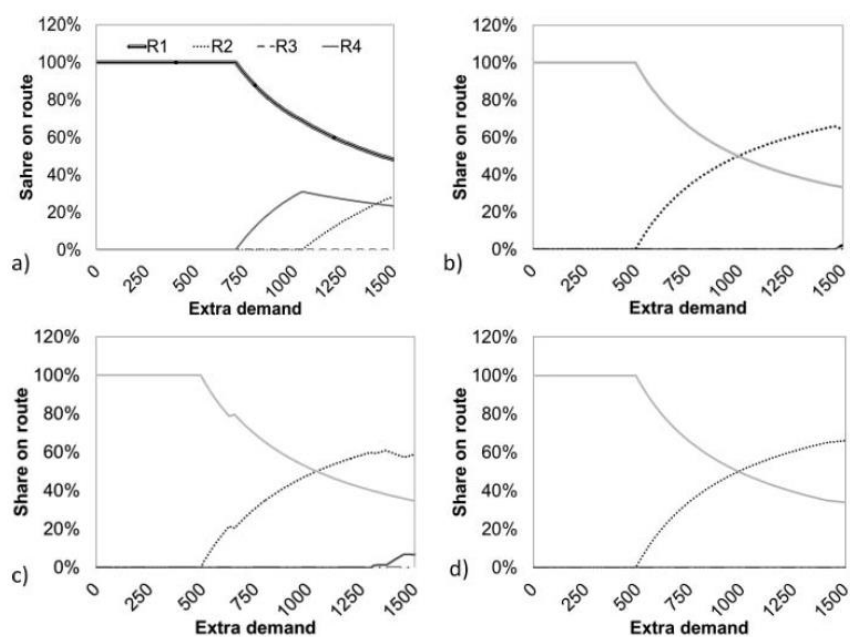 120%
100%
80%
60%
40%
20%
0%
Sahre on route
R1 R2 R3 R4
0 250 500 750 1000 1250 1500
Extra demand
a)
120%
100%
80%
60%
40%
20%
0%
Share on route
0 250 500 750 1000 1250 1500
Extra demand
b)
120%
100%
80%
60%
40%
20%
0%
Share on route
0 250 500 750 1000 1250 1500
Extra demand
c)
120%
100%
80%
60%
40%
20%
0%
Share on route
0 250 500 750 1000 1250 1500
Extra demand
d)